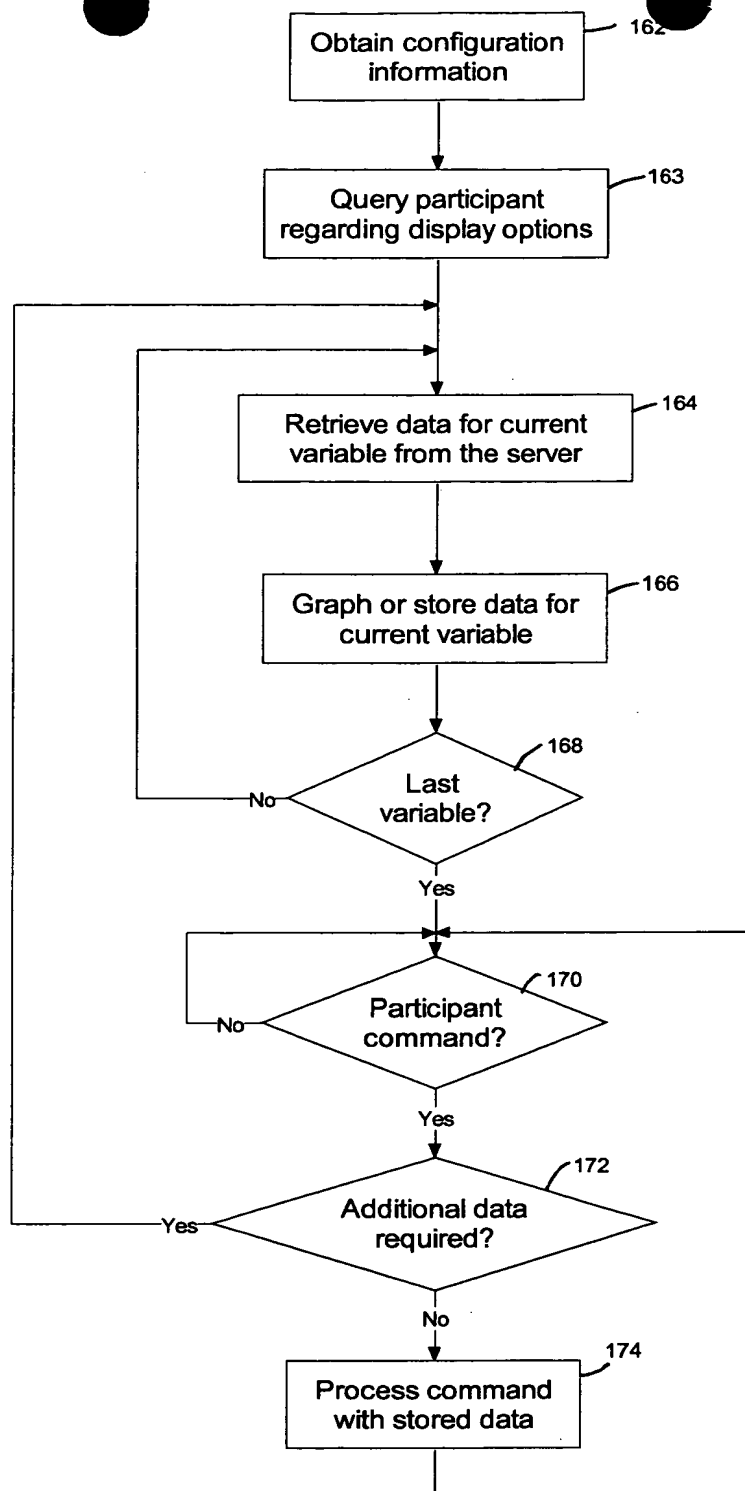 Obtain configuration
information
162
Query participant
regarding display options
163
Retrieve data for current
variable from the server
164
Graph or store data for
current variable
166
Last
variable?
168
No
Yes
Participant
command?
170
No
Yes
Additional data
required?
172
Yes
No
Process command
with stored data
174